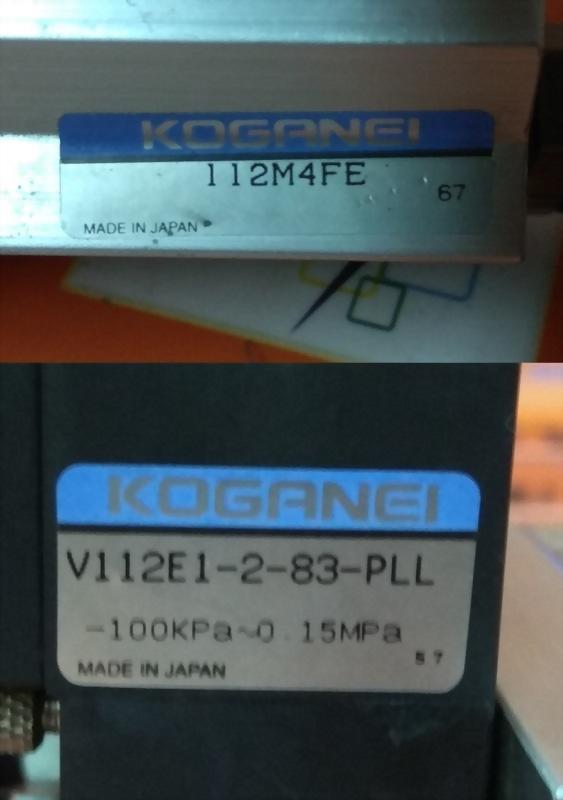 KOGANEI
112M4FE
67
MADE IN JAPAN
KOGANEI
V112E1-2-83-PLL
-100KPa~0.15MPa
57
MADE IN JAPAN